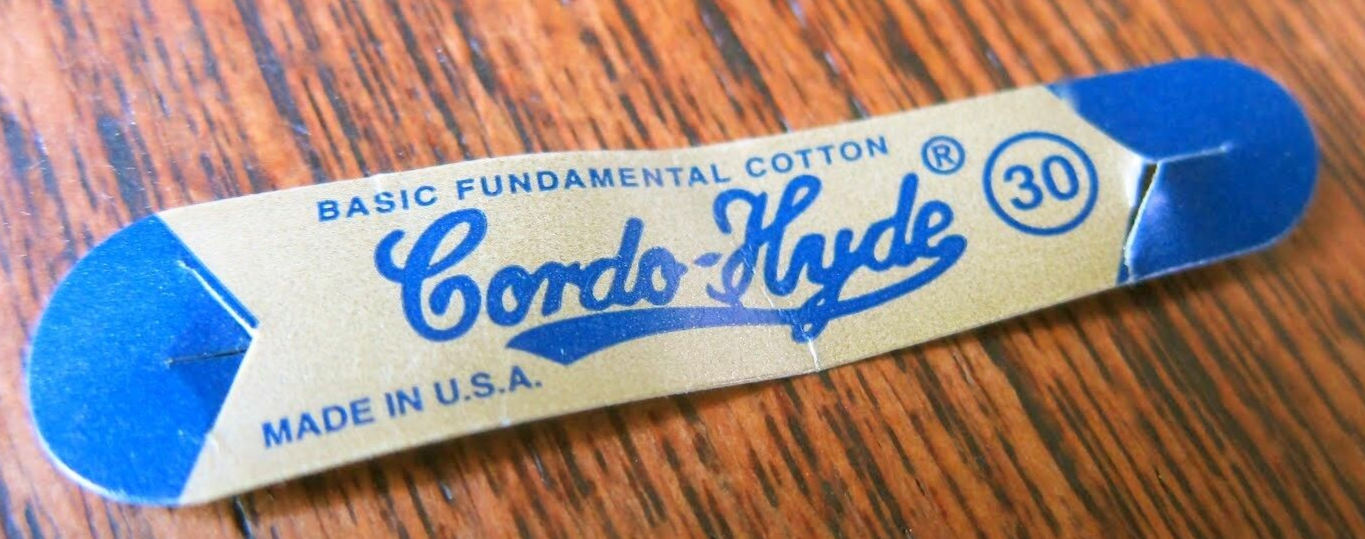 BASIC FUNDAMENTAL COTTON
Cordo-Hyde ® 30
MADE IN U.S.A.